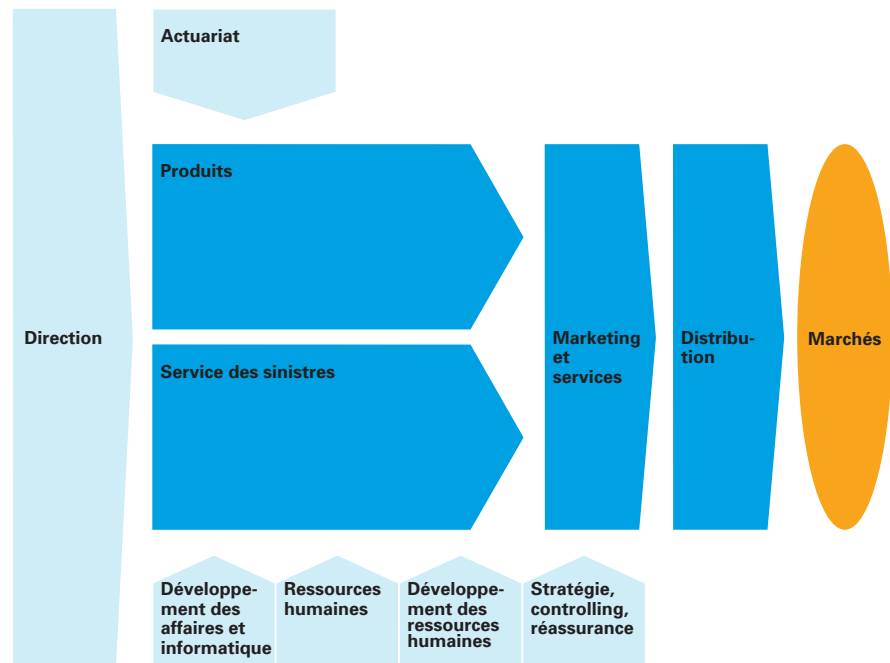 Actuariat
Produits
Direction
Service des sinistres
Marketing
et
services
Distribu-
tion
Marchés
Développe-
ment des
affaires et
informatique
Ressources
humaines
Développe-
ment des
ressources
humaines
Stratégie,
controlling,
réassurance